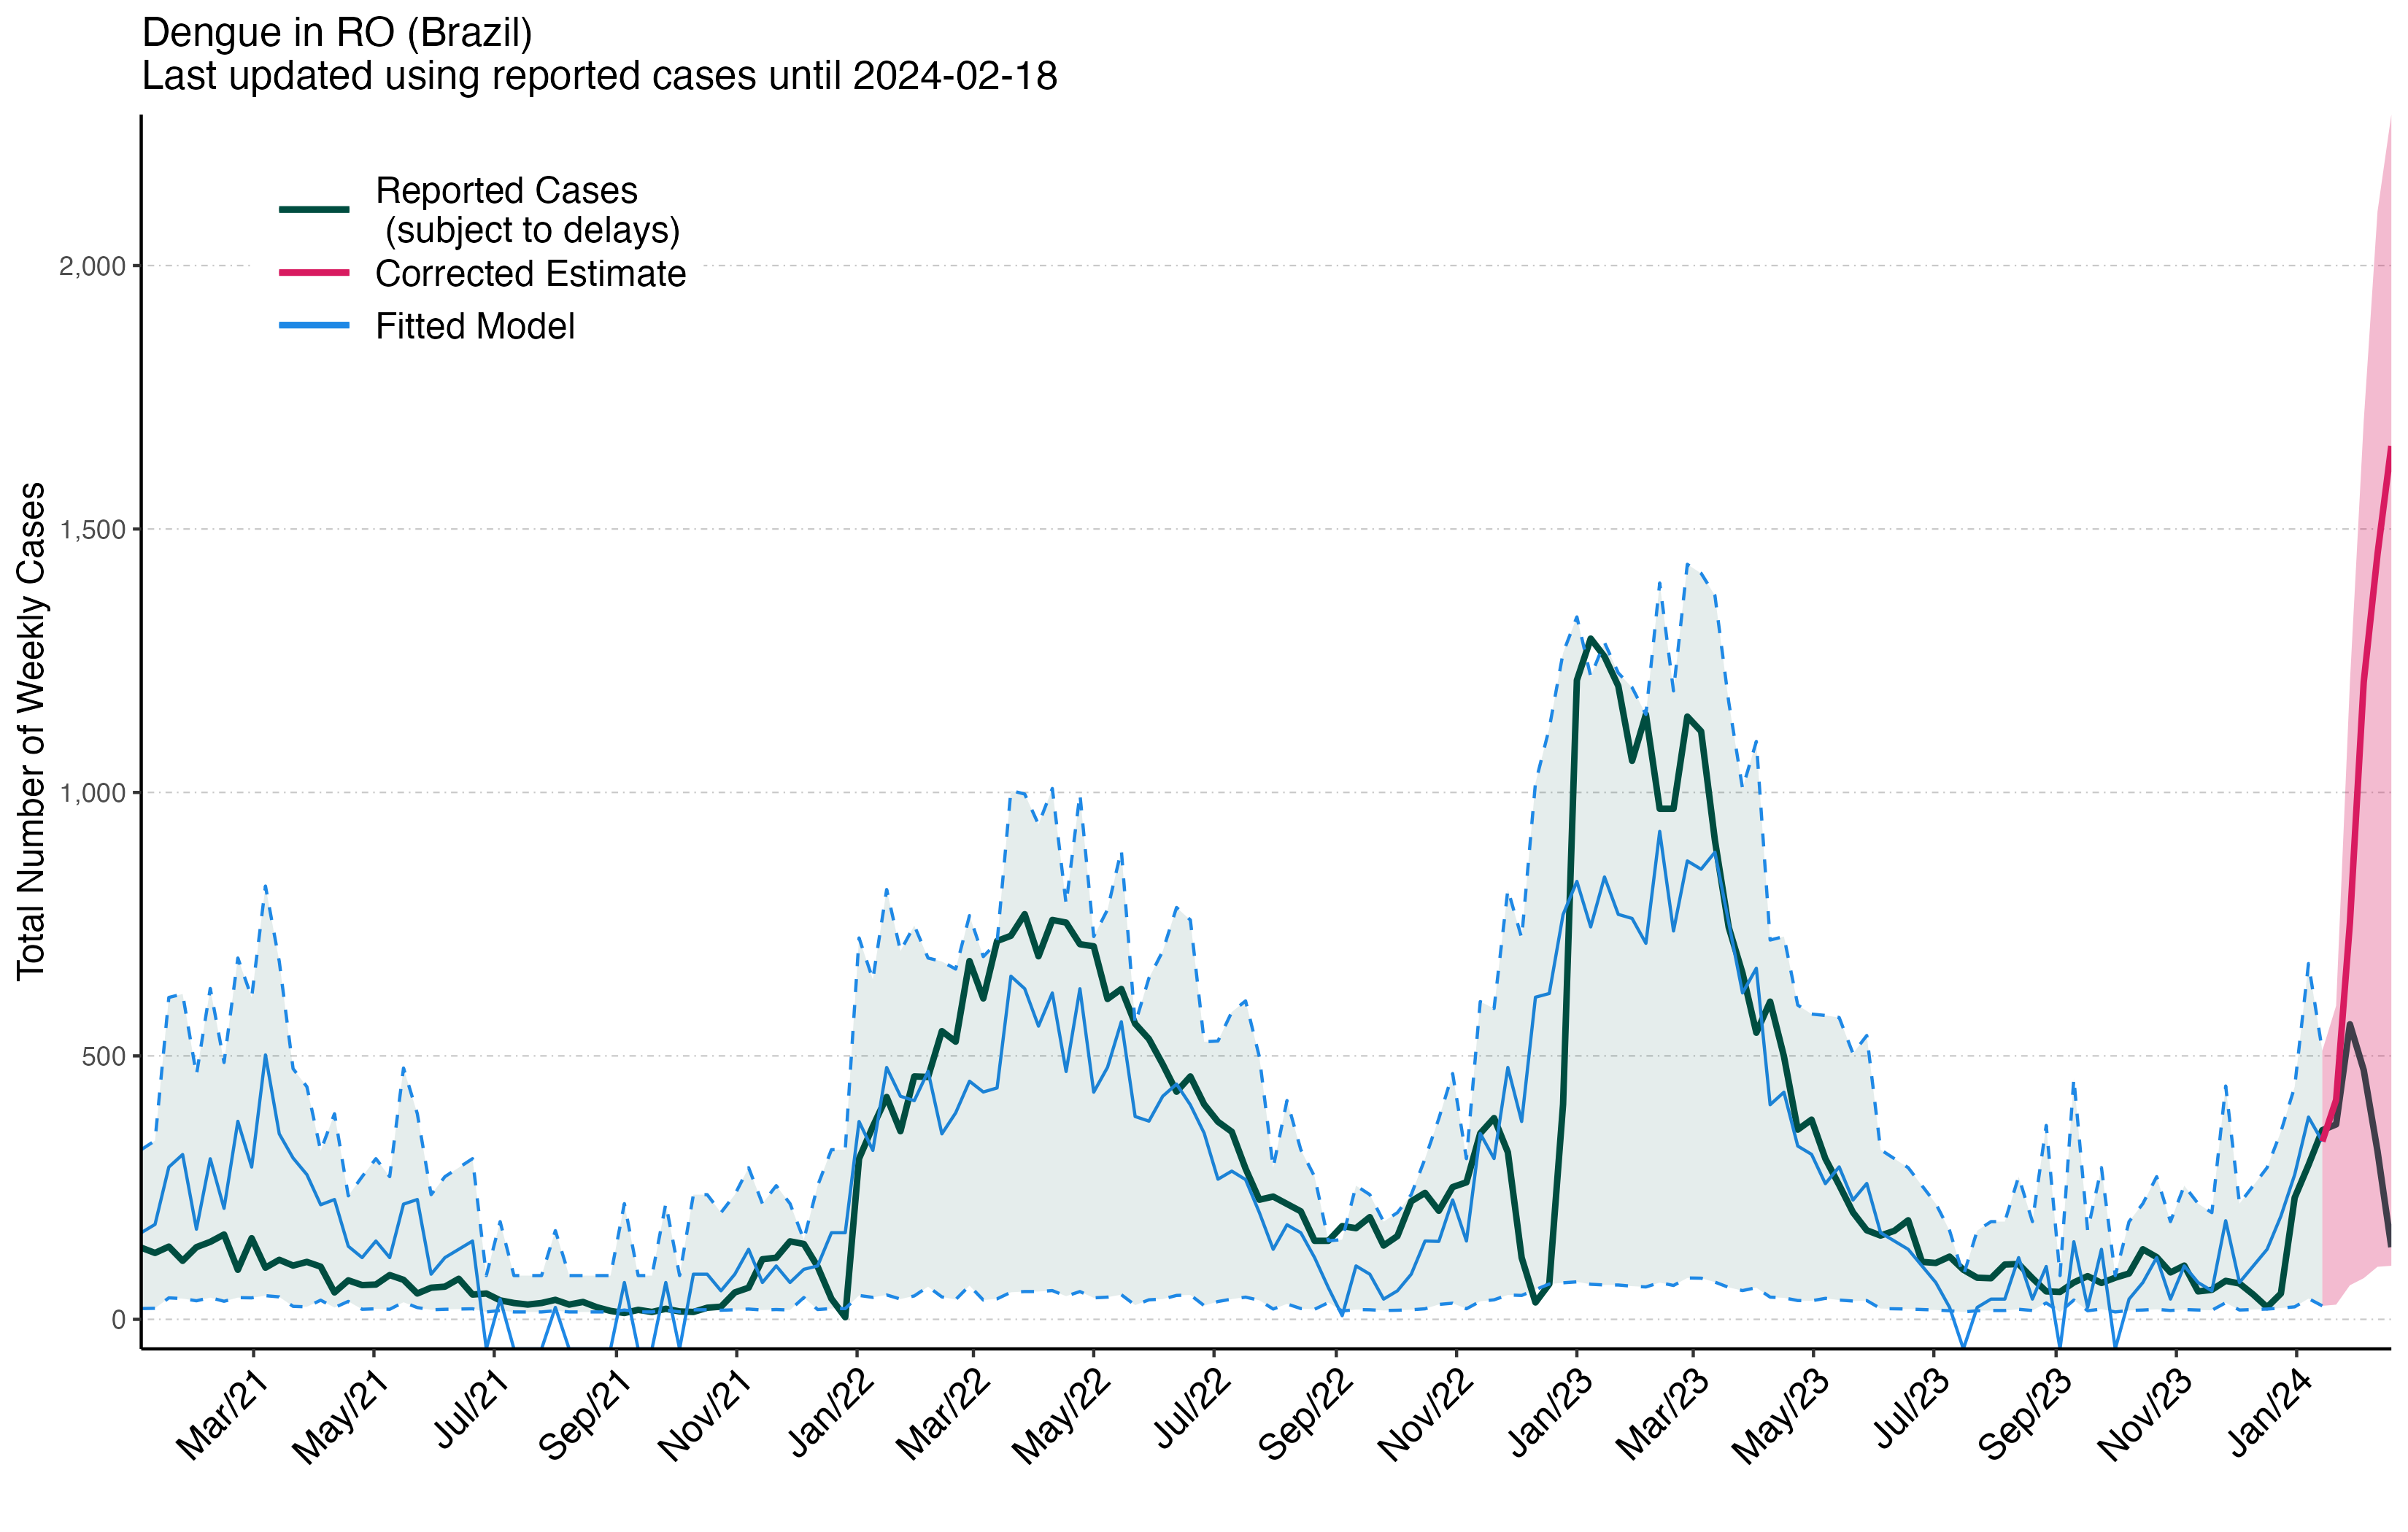 Dengue in RO (Brazil)
Last updated using reported cases until 2024-02-18
Reported Cases
(subject to delays)
Corrected Estimate
Fitted Model
Total Number of Weekly Cases
2,000
1,500
1,000
500
0
Mar/21
May/21
Jul/21
Sep/21
Nov/21
Jan/22
Mar/22
May/22
Jul/22
Sep/22
Nov/22
Jan/23
Mar/23
May/23
Jul/23
Sep/23
Nov/23
Jan/24